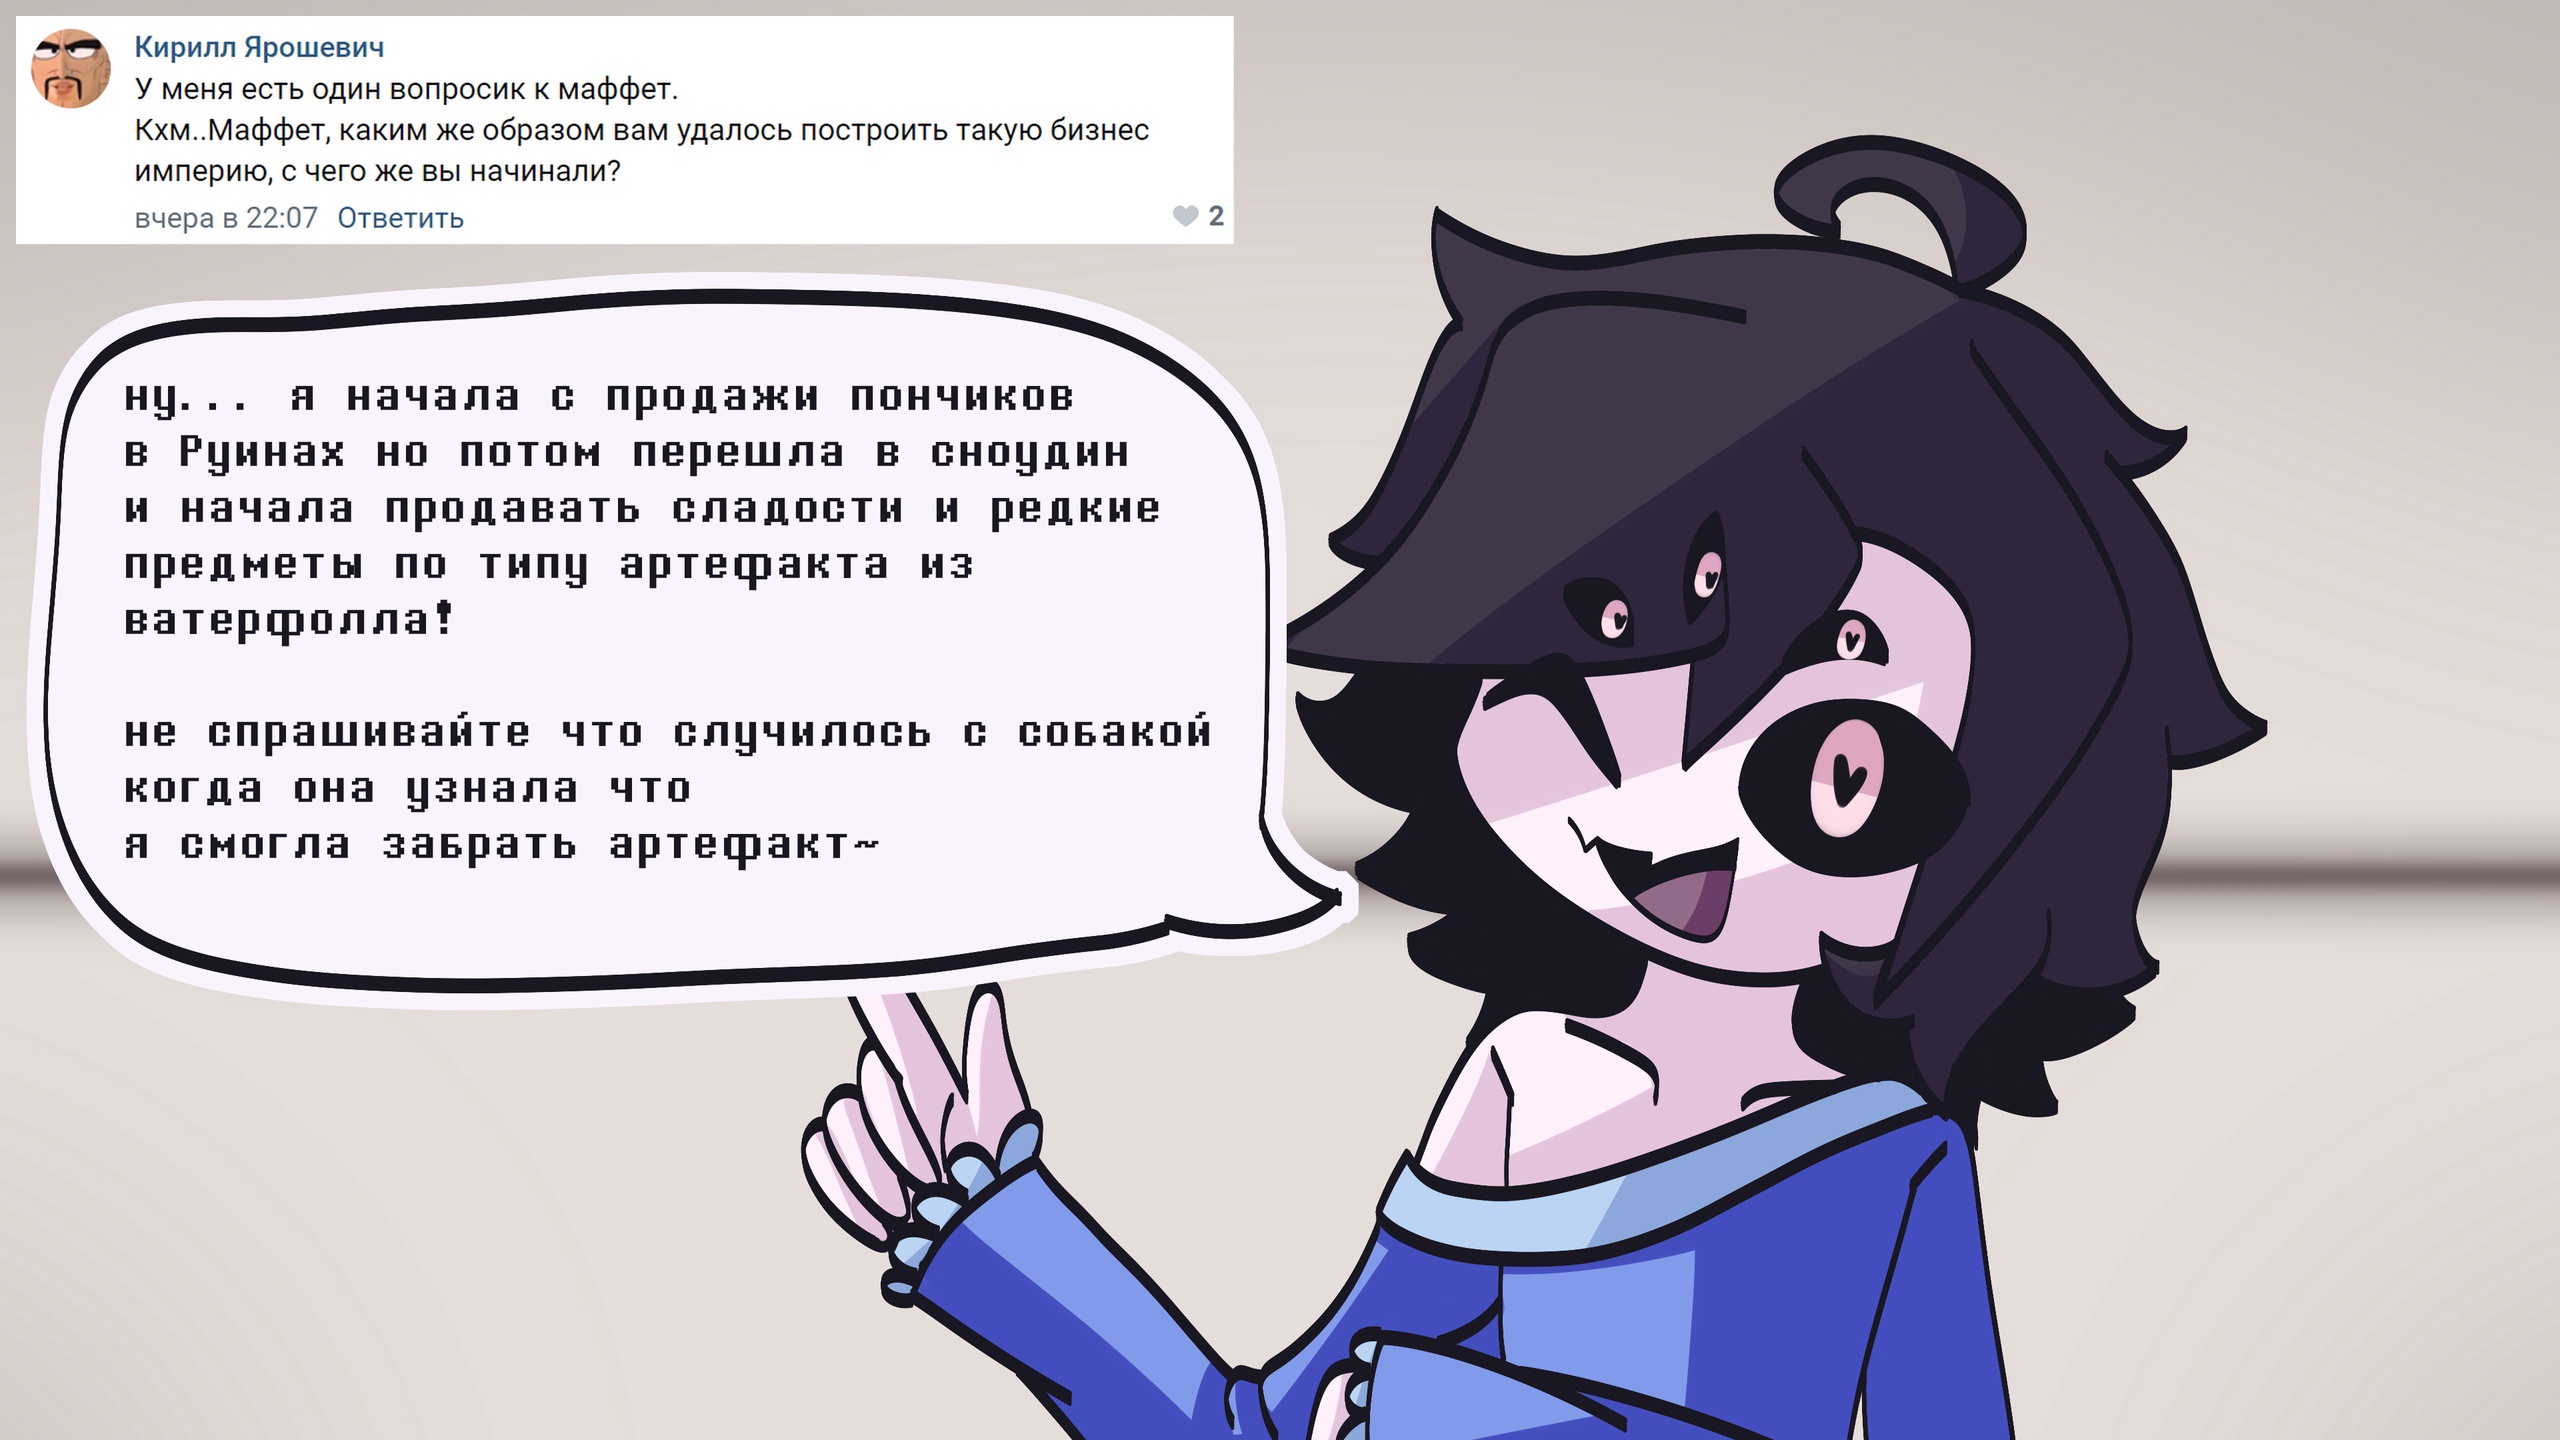 Кирилл Ярошевич
У меня есть один вопросик к маффет.
Кхм..Маффет, каким же образом вам удалось построить такую бизнес
империю, с чего же вы начинали?
вчера в 22:07 Ответить 2
ну... я начала с продажи пончиков
в Руинах но потом перешла в сноудин
и начала продавать сладости и редкие
предметы по типу артефакта из
ватерфолла!
не спрашивайте что случилось с собакой
когда она узнала что
я смогла забрать артефакт~